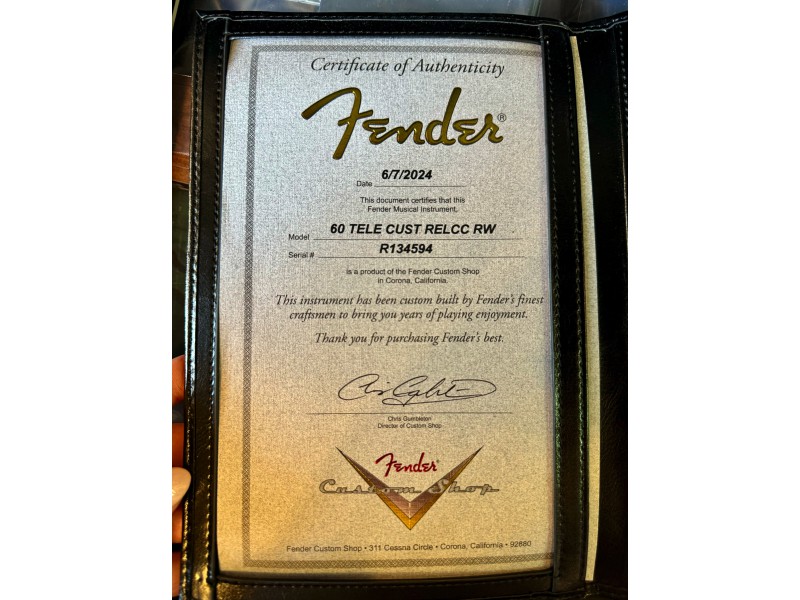 Certificate of Authenticity
Fender®
Date 6/7/2024
This document certifies that this
Fender Musical Instrument,
Model 60 TELE CUST RELCC RW
Serial # R134594
is a product of the Fender Custom Shop
in Corona, California.
This instrument has been custom built by Fender's finest
craftsmen to bring you years of playing enjoyment.
Thank you for purchasing Fender's best.
Chris Gumbleton
Director of Custom Shop
Fender®
Custom Shop
Fender Custom Shop • 311 Cessna Circle • Corona, California • 92880